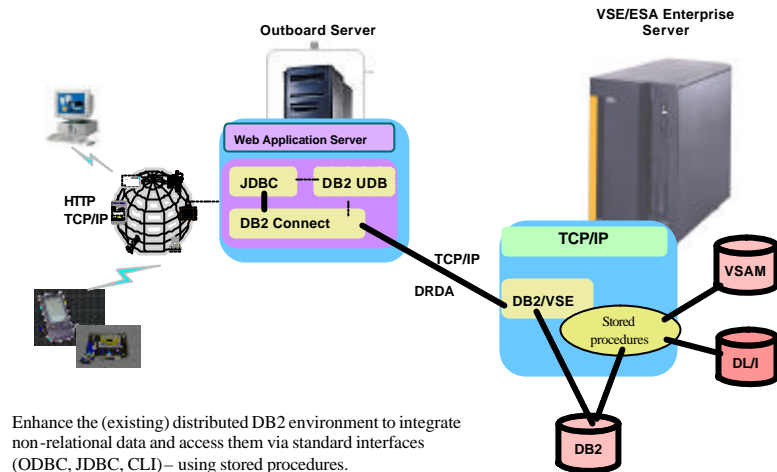 VSE/ESA Enterprise
Server
Outboard Server
Web Application Server
JDBC
DB2 UDB
HTTP
TCP/IP
DB2 Connect
TCP/IP
TCP/IP
DRDA
DB2/VSE
VSAM
Stored
procedures
DL/I
DB2
Enhance the (existing) distributed DB2 environment to integrate
non-relational data and access them via standard interfaces
(ODBC, JDBC, CLI) – using stored procedures.